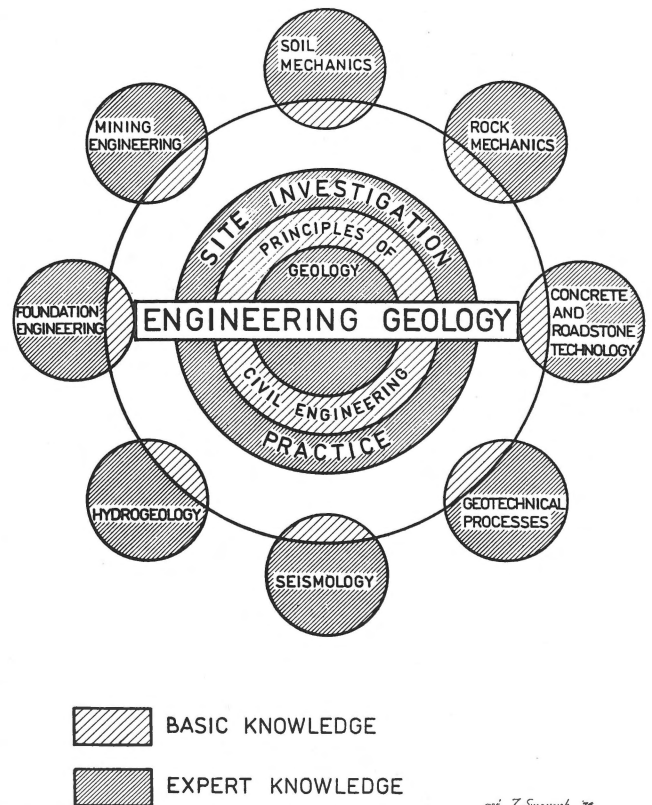 SOIL
MECHANICS
MINING
ENGINEERING
ROCK
MECHANICS
SITE INVESTIGATION
PRINCIPLES OF
GEOLOGY
FOUNDATION
ENGINEERING
ENGINEERING GEOLOGY
CONCRETE
AND
ROADSTONE
TECHNOLOGY
CIVIL ENGINEERING
PRACTICE
HYDROGEOLOGY
GEOTECHNICAL
PROCESSES
SEISMOLOGY
BASIC KNOWLEDGE
EXPERT KNOWLEDGE